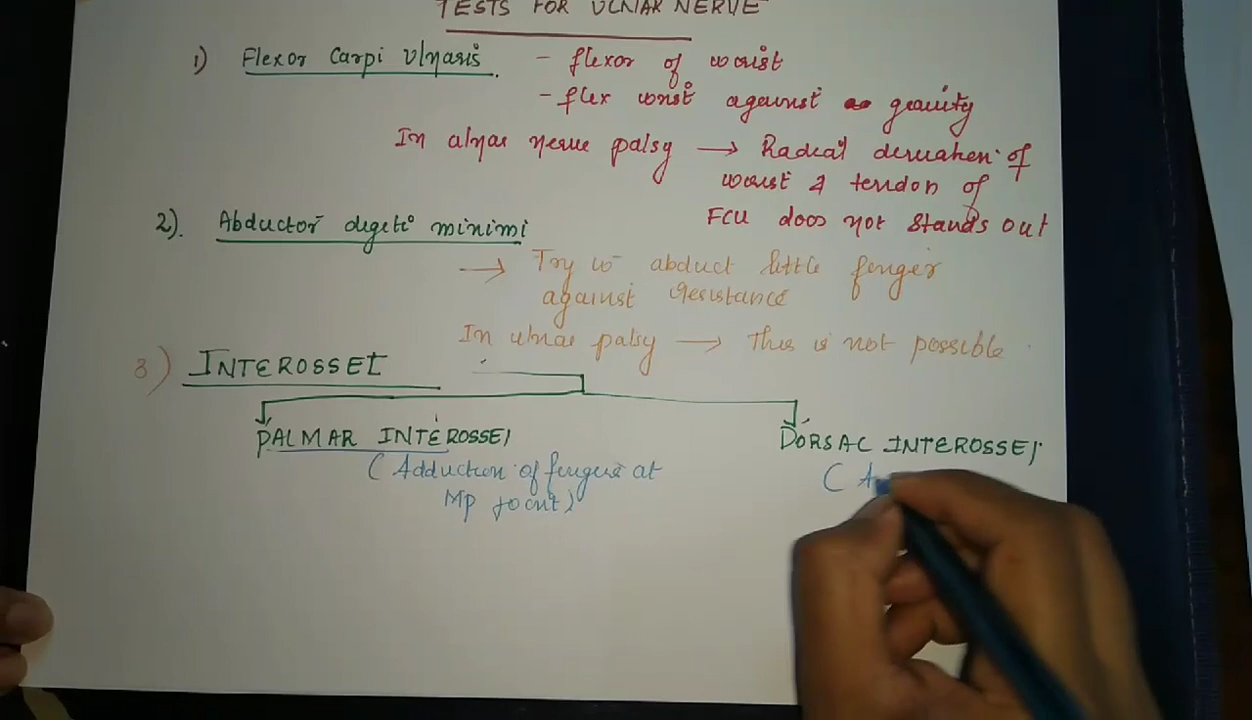 TESTS FOR ULNAR NERVE
1) Flexor Carpi Ulnaris - flexor of wrist
- flex wrist against gravity
In ulnar nerve palsy → Radial deviation of
wrist & tendon of
FCU does not stands out
2). Abductor digiti minimi
→ Try to abduct little finger
against resistance
In ulnar palsy → This is not possible
3) INTEROSSEI
PALMAR INTEROSSEI
DORSAL INTEROSSEI
(Adduction of fingers at
MP joint)
( A